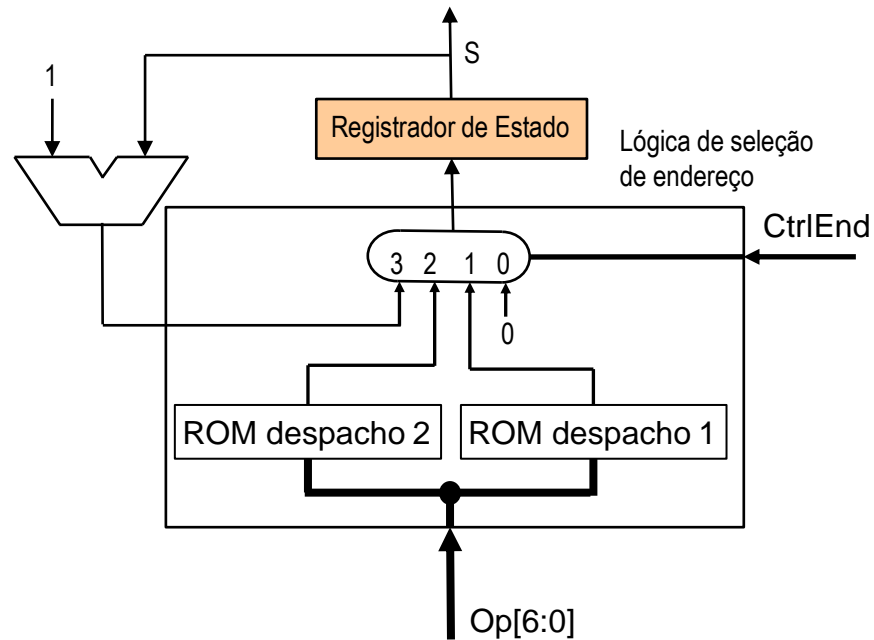 S
1
Registrador de Estado
Lógica de seleção
de endereço
CtrlEnd
3 2 1 0
0
ROM despacho 2
ROM despacho 1
Op[6:0]